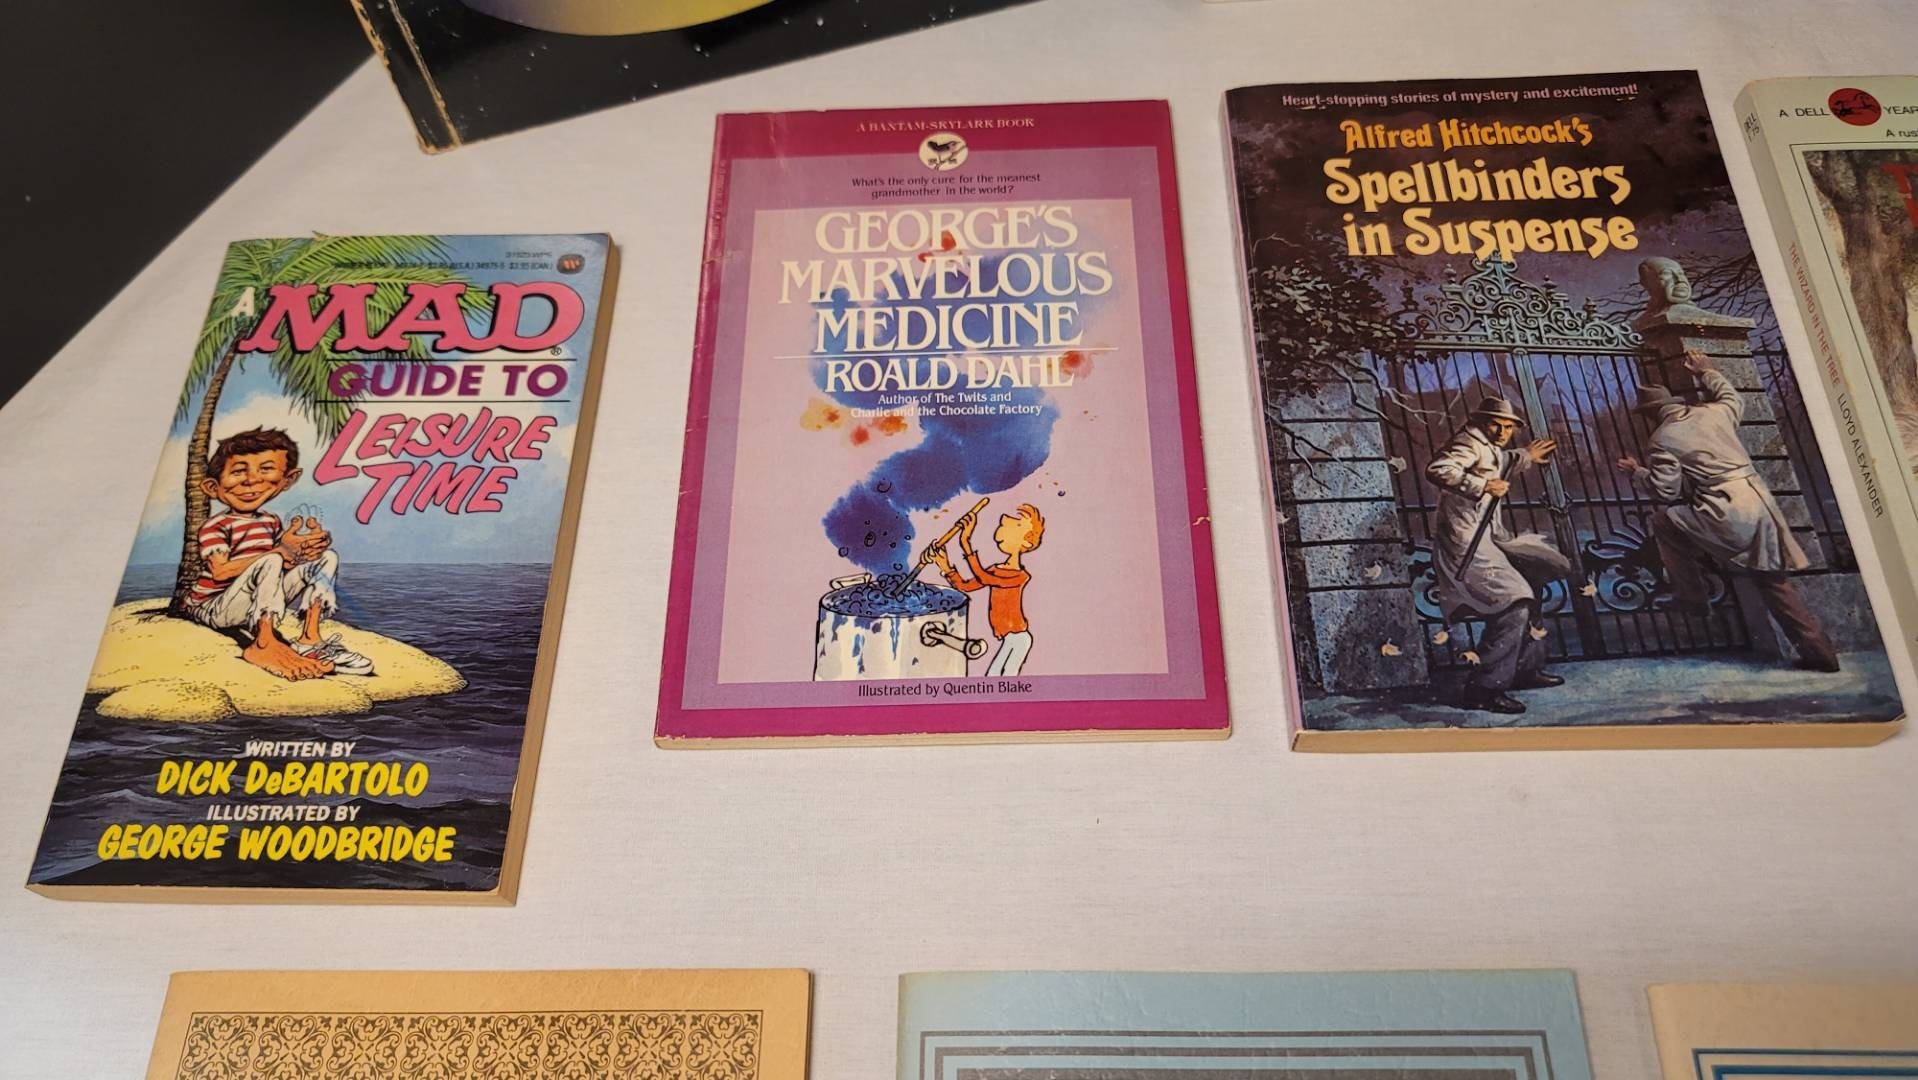 A MAD
GUIDE TO
LEISURE
TIME
WRITTEN BY
DICK DeBARTOLO
ILLUSTRATED BY
GEORGE WOODBRIDGE
A BANTAM-SKYLARK BOOK
What's the only cure for the meanest
grandmother in the world?
GEORGE'S
MARVELOUS
MEDICINE
ROALD DAHL
Author of The Twits and
Charlie and the Chocolate Factory
Illustrated by Quentin Blake
Heart-stopping stories of mystery and excitement!
Alfred Hitchcock's
Spellbinders
in Suspense
A DELL YEAR
THE WIZARD IN THE TREE LLOYD ALEXANDER